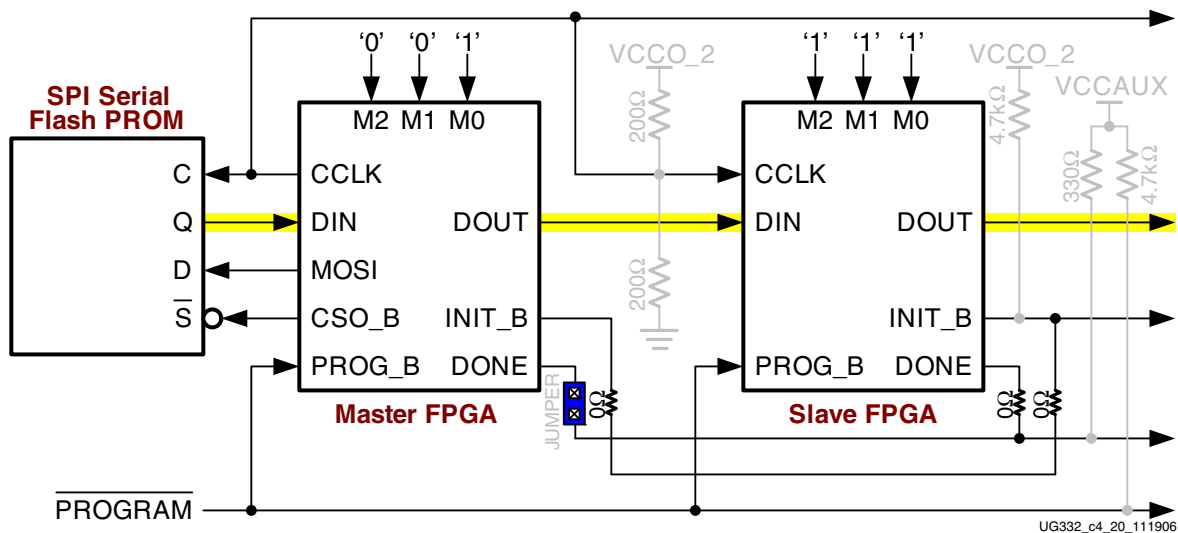 ‘0’ ‘0’ ‘1’
VCCO_2
‘1’ ‘1’ ‘1’
VCCO_2
VCCAUX
SPI Serial
Flash PROM
M2 M1 M0
200Ω
M2 M1 M0
4.7kΩ
330Ω
4.7kΩ
C
CCLK
CCLK
Q
DIN
DOUT
DIN
DOUT
D
MOSI
200Ω
S
CSO_B
INIT_B
INIT_B
PROG_B
DONE
PROG_B
DONE
JUMPER
0Ω
0Ω
0Ω
Master FPGA
Slave FPGA
PROGRAM
UG332_c4_20_111906